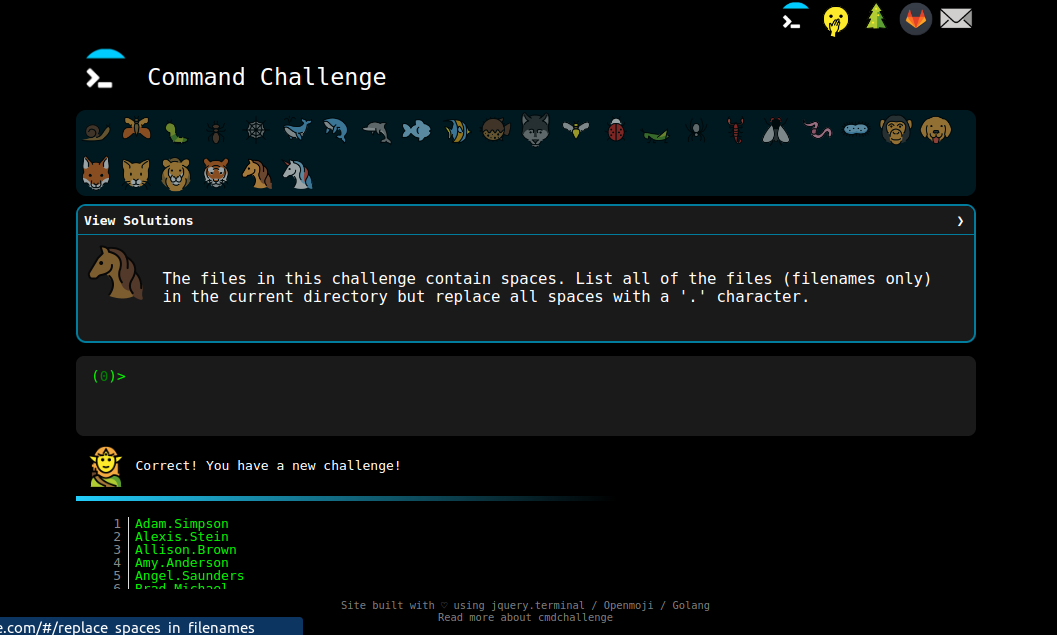 Command Challenge
View Solutions
The files in this challenge contain spaces. List all of the files (filenames only)
in the current directory but replace all spaces with a '.' character.
(0)>
Correct! You have a new challenge!
1 Adam.Simpson
2 Alexis.Stein
3 Allison.Brown
4 Amy.Anderson
5 Angel.Saunders
6 Brad.Michael
Site built with ♡ using jquery.terminal / Openmoji / Golang
Read more about cmdchallenge
e.com/#/replace_spaces_in_filenames